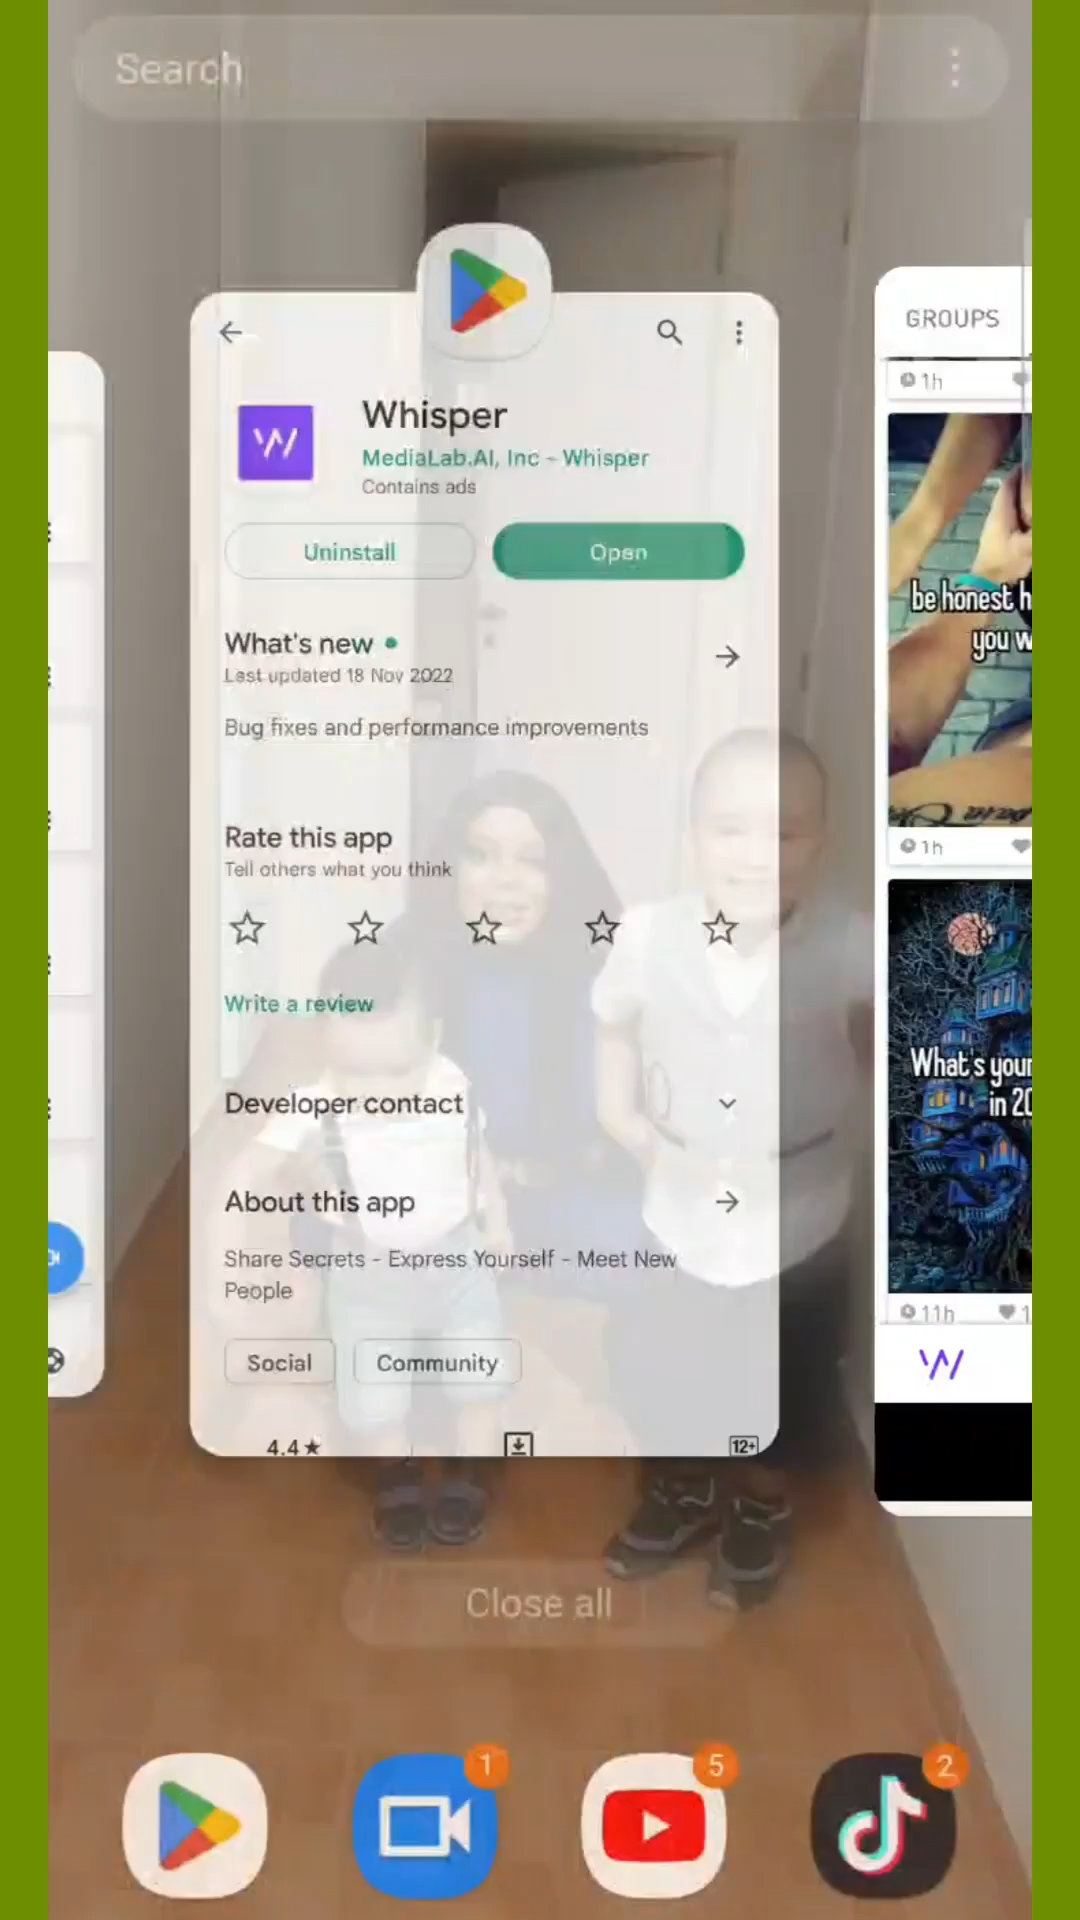 Search
Whisper
MediaLab.AI, Inc - Whisper
Contains ads
Uninstall
Open
What's new
Last updated 18 Nov 2022
Bug fixes and performance improvements
Rate this app
Tell others what you think
Write a review
Developer contact
About this app
Share Secrets - Express Yourself - Meet New
People
Social
Community
4.4★
12+
GROUPS
1h
be honest h
you w
1h
What's your
in 20
11h
1
W
Close all
1
5
2